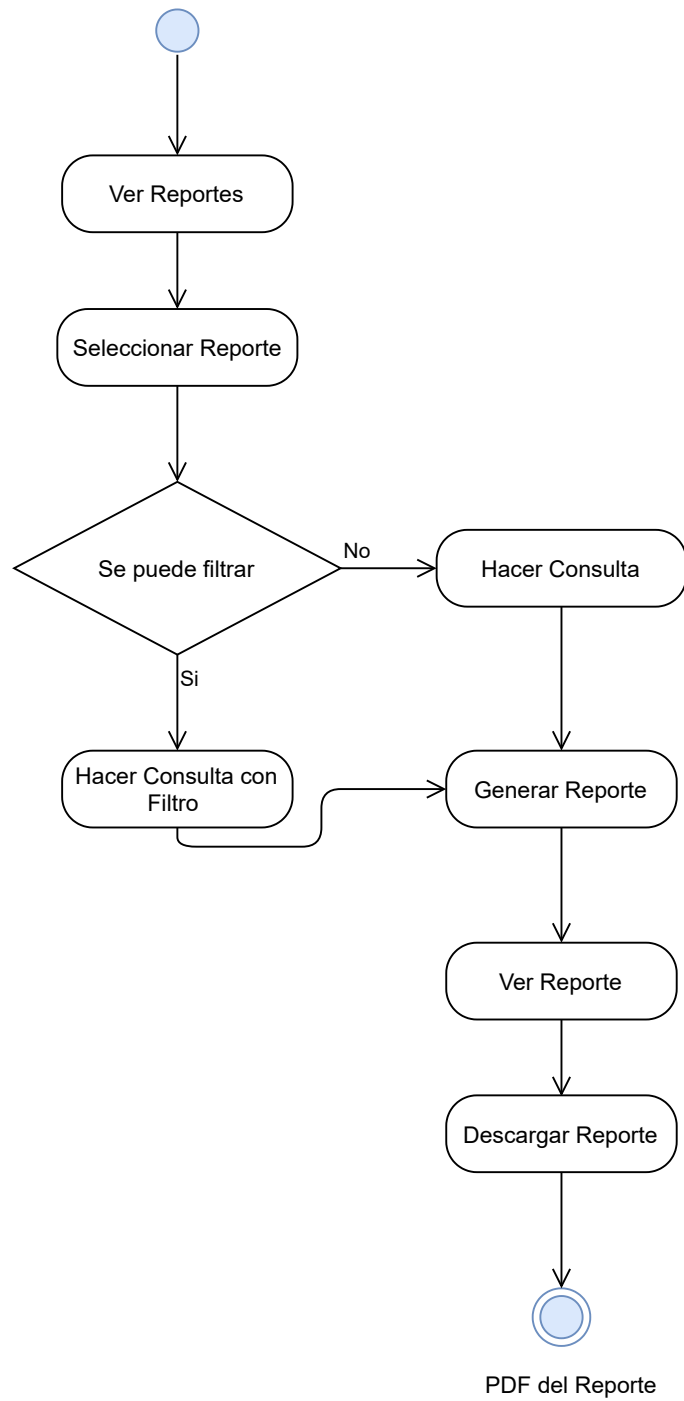 Ver Reportes
Seleccionar Reporte
Se puede filtrar
No
Hacer Consulta
Si
Hacer Consulta con
Filtro
Generar Reporte
Ver Reporte
Descargar Reporte
PDF del Reporte